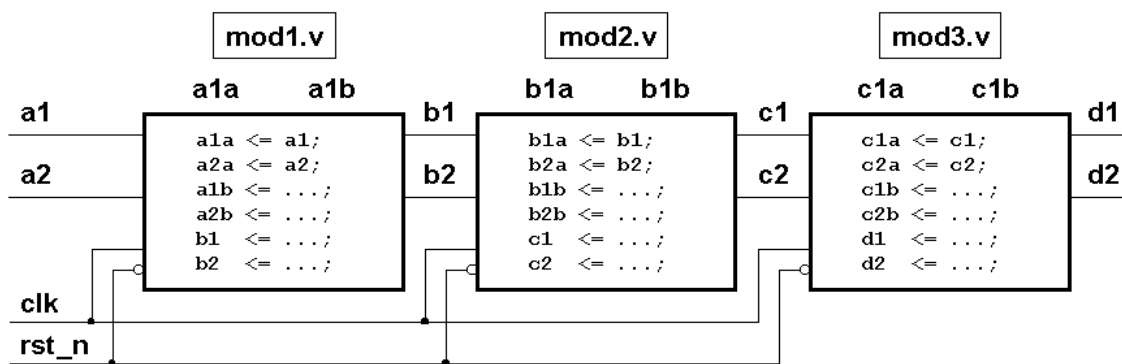 mod1.v mod2.v mod3.v
a1a a1b b1a b1b c1a c1b
a1 b1 c1 d1
a1a <= a1; b1a <= b1; c1a <= c1;
a2a <= a2; b2a <= b2; c2a <= c2;
a2 b2 c2 d2
a1b <= ...; b1b <= ...; c1b <= ...;
a2b <= ...; b2b <= ...; c2b <= ...;
b1 <= ...; c1 <= ...; d1 <= ...;
b2 <= ...; c2 <= ...; d2 <= ...;
clk
rst_n